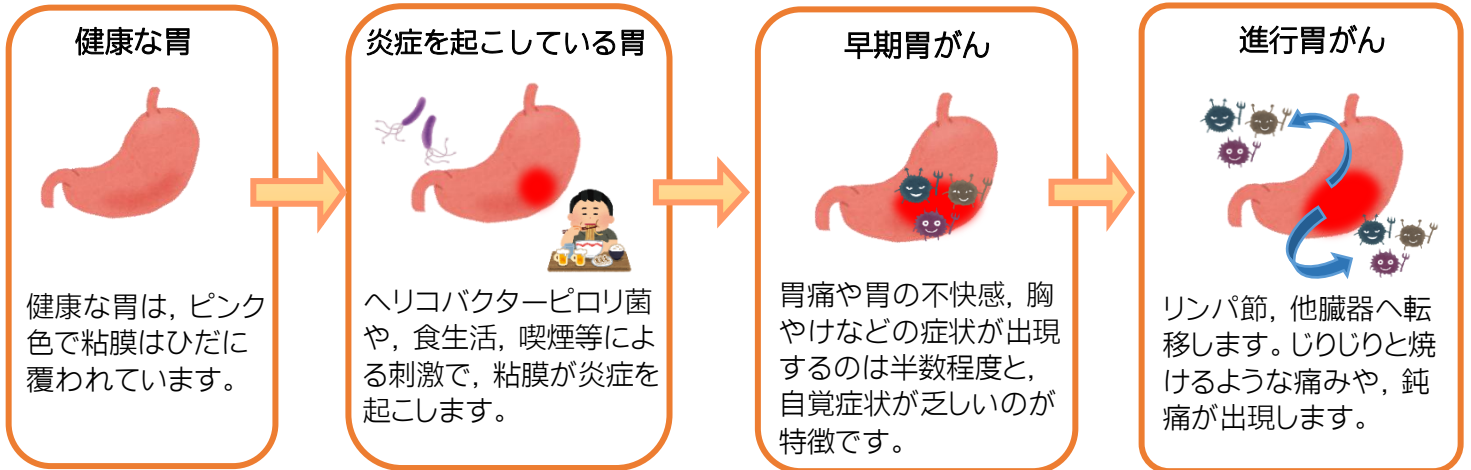 健康な胃
健康な胃は，ピンク
色で粘膜はひだに
覆われています。
炎症を起こしている胃
ヘリコバクターピロリ菌
や，食生活，喫煙等によ
る刺激で，粘膜が炎症を
起こします。
早期胃がん
胃痛や胃の不快感，胸
やけなどの症状が出現
するのは半数程度と，
自覚症状が乏しいのが
特徴です。
進行胃がん
リンパ節，他臓器へ転
移します。じりじりと焼
けるような痛みや，鈍
痛が出現します。